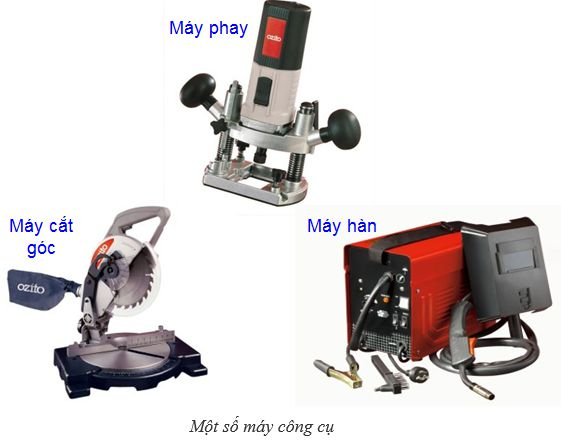 Máy phay
ozito
Máy cắt
góc
ozito
Máy hàn
Một số máy công cụ